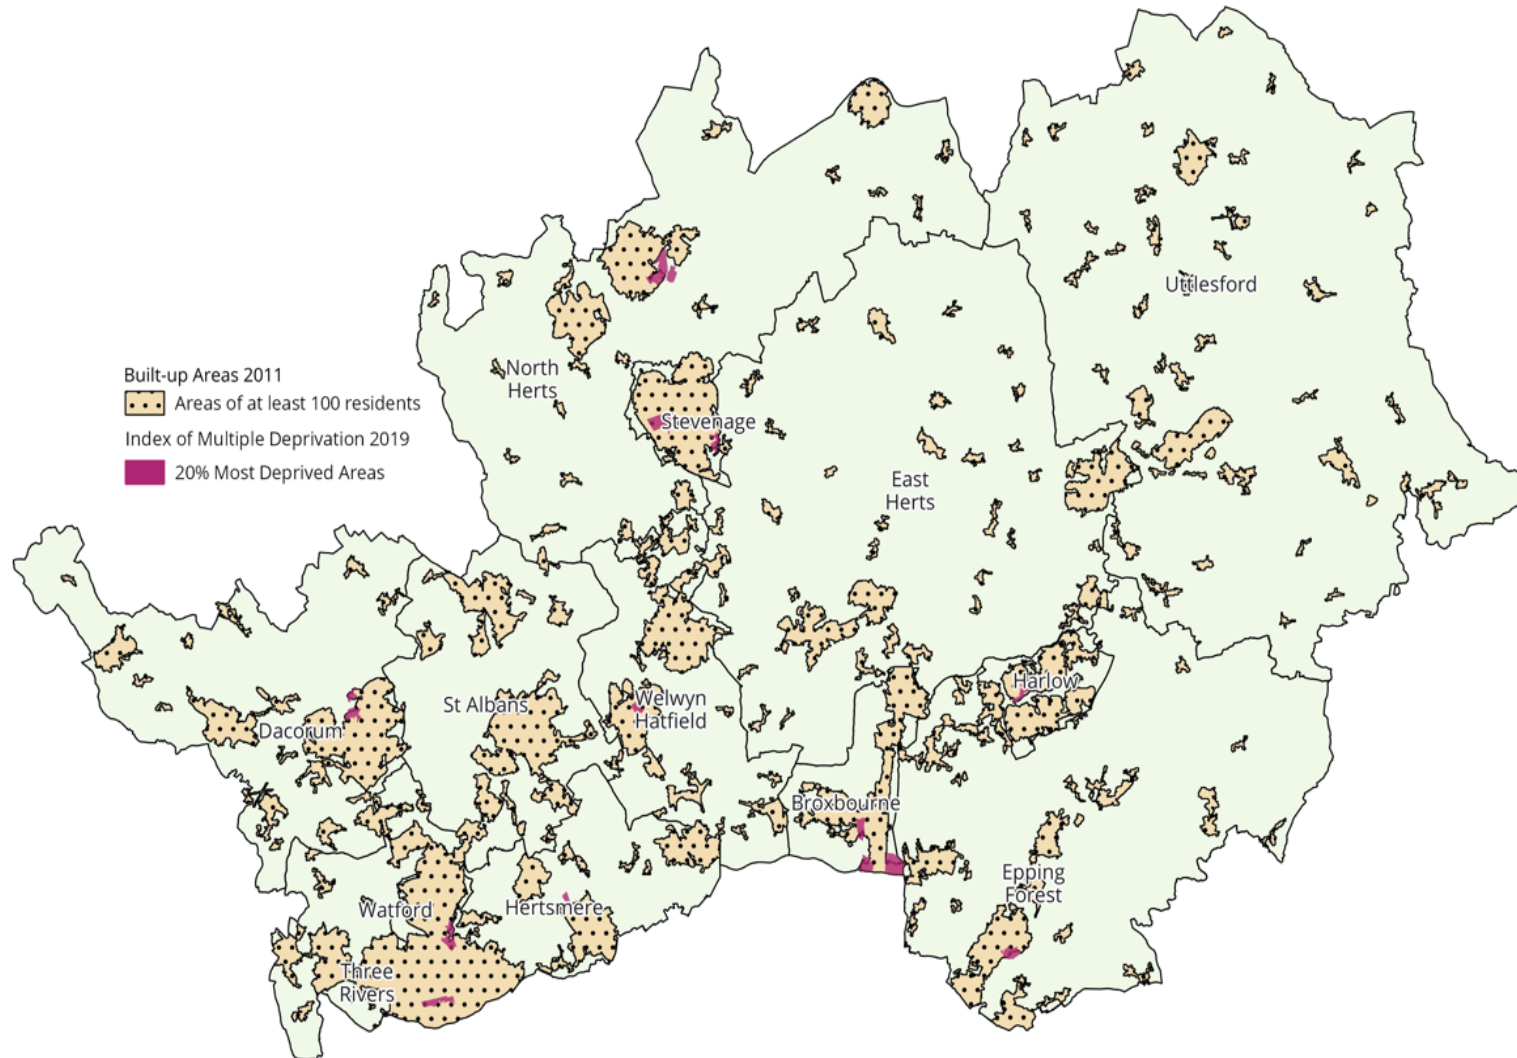 Uttlesford
North
Herts
Built-up Areas 2011
Areas of at least 100 residents
Index of Multiple Deprivation 2019
20% Most Deprived Areas
Stevenage
East
Herts
Harlow
St Albans
Welwyn
Hatfield
Dacorum
Broxbourne
Epping
Forest
Watford
Hertsmere
Three
Rivers